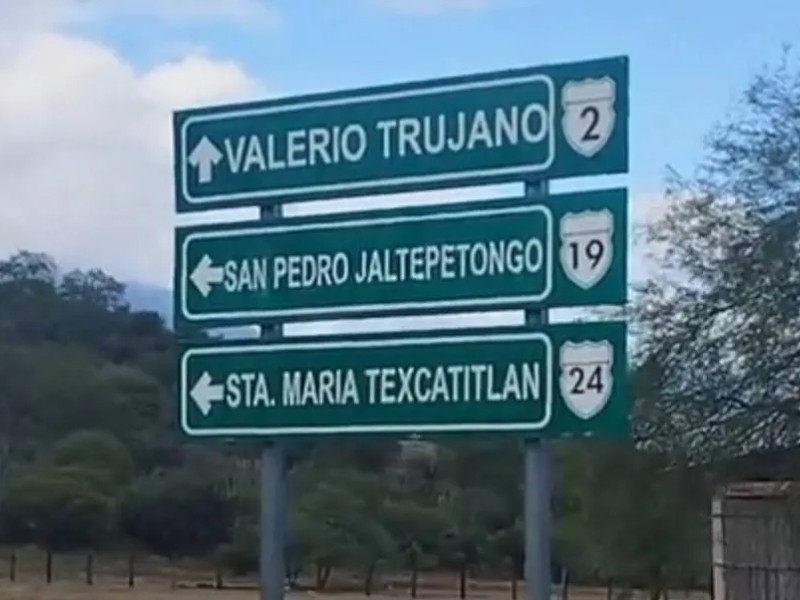 VALERIO TRUJANO 2
SAN PEDRO JALTEPETONGO 19
STA. MARIA TEXCATITLAN 24